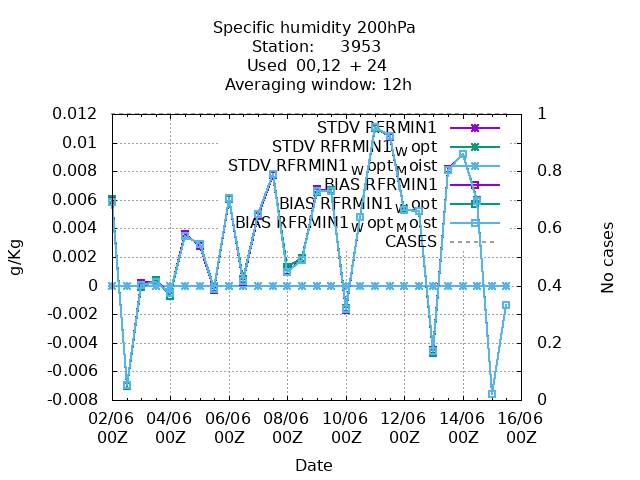 Specific humidity 200hPa
Station: 3953
Used 00,12 + 24
Averaging window: 12h
0.012
0.01
0.008
0.006
0.004
0.002
0
-0.002
-0.004
-0.006
-0.008
1
0.8
0.6
0.4
0.2
0
STDV RFRMIN1
STDV RFRMIN1_W opt
STDV RFRMIN1_W opt_M oist
BIAS RFRMIN1
BIAS RFRMIN1_W opt
BIAS RFRMIN1_W opt_M oist
CASES
g/Kg
No cases
02/06 04/06 06/06 08/06 10/06 12/06 14/06 16/06
00Z 00Z 00Z 00Z 00Z 00Z 00Z 00Z
Date